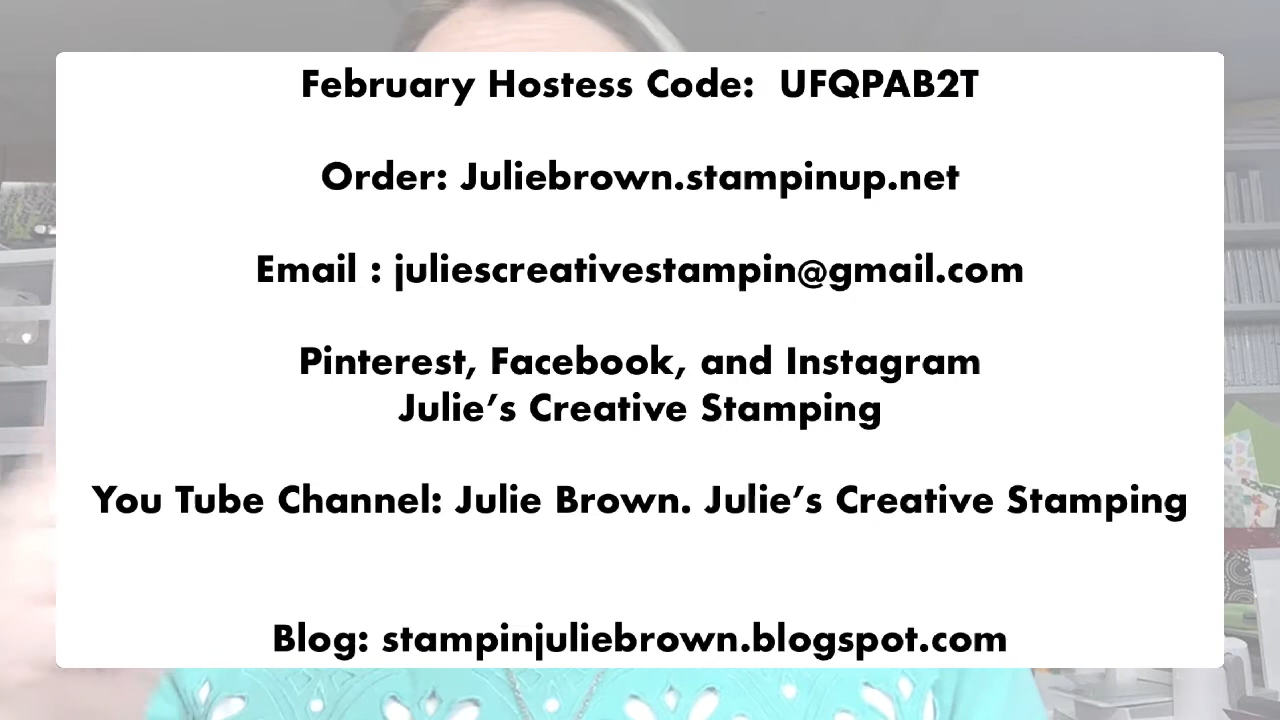 February Hostess Code:  UFQPAB2T
Order: Juliebrown.stampinup.net
Email : juliescreativestampin@gmail.com
Pinterest, Facebook, and Instagram
Julie’s Creative Stamping
You Tube Channel: Julie Brown. Julie’s Creative Stamping
Blog: stampinjuliebrown.blogspot.com